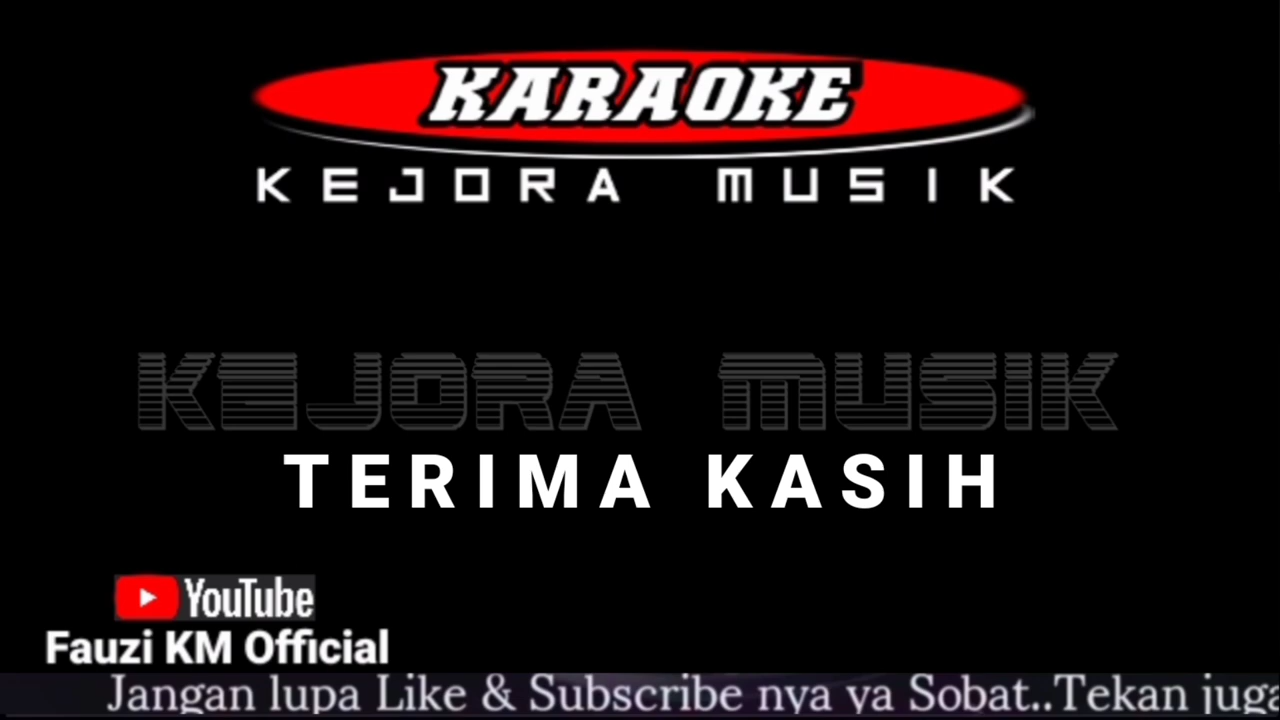 KARAOKE
KEJORA MUSIK
KEJORA MUSIK
TERIMA KASIH
YouTube
Fauzi KM Official
Jangan lupa Like & Subscribe nya ya Sobat..Tekan juga